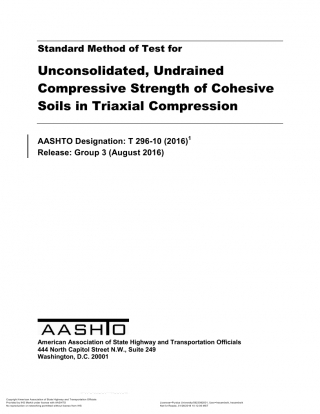 Standard Method of Test for
Unconsolidated, Undrained
Compressive Strength of Cohesive
Soils in Triaxial Compression
AASHTO Designation: T 296-10 (2016)1
Release: Group 3 (August 2016)
AASHTO
American Association of State Highway and Transportation Officials
444 North Capitol Street N.W., Suite 249
Washington, D.C. 20001